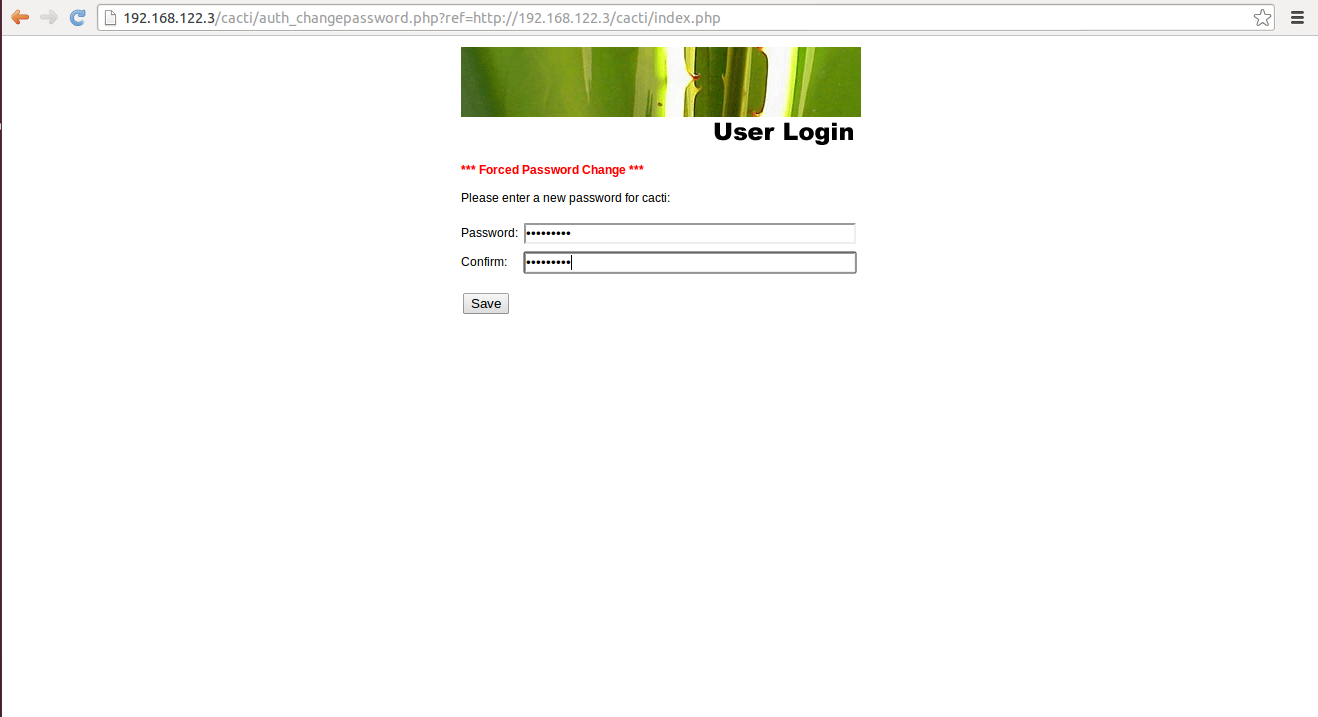 192.168.122.3/cacti/auth_changepassword.php?ref=http://192.168.122.3/cacti/index.php
User Login
*** Forced Password Change ***
Please enter a new password for cacti:
Password: •••••••••
Confirm: •••••••••
Save